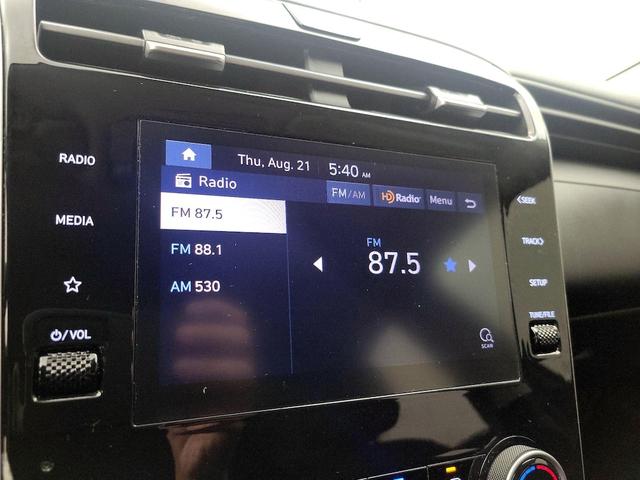 RADIO
MEDIA
⏻/VOL
Thu, Aug. 21 5:40 AM
Radio FM/AM HD Radio Menu
FM 87.5
FM 88.1
AM 530
FM
87.5
SCAN
<SEEK
TRACK>
SETUP
TUNE/FILE